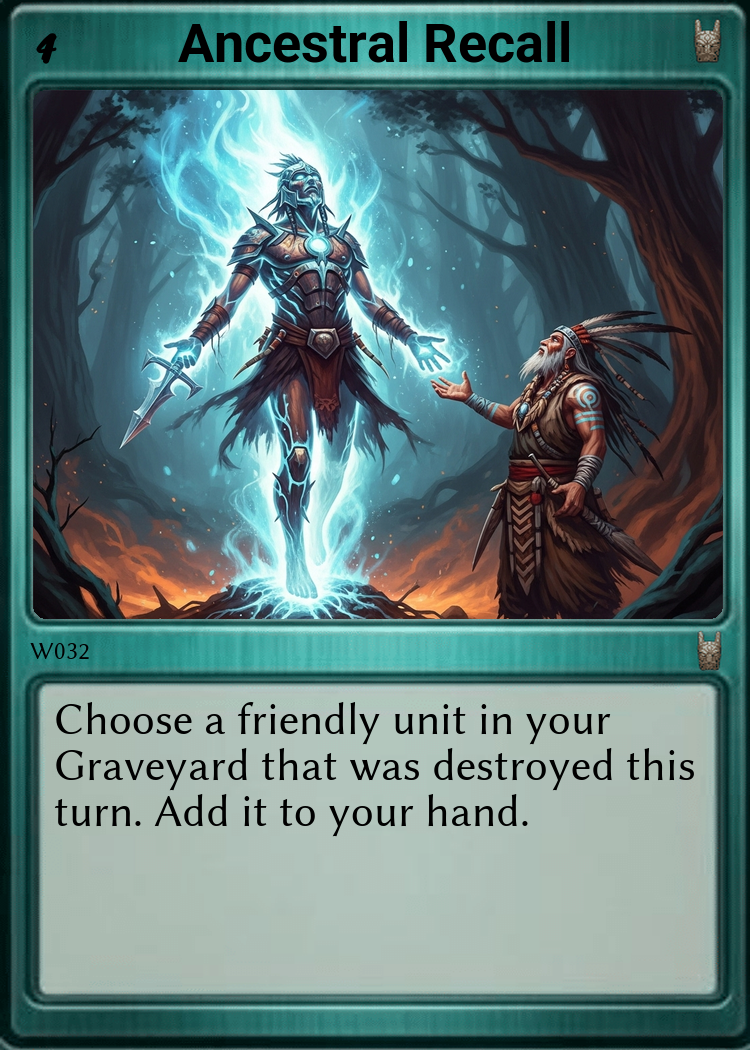 4 Ancestral Recall
W032
Choose a friendly unit in your
Graveyard that was destroyed this
turn. Add it to your hand.